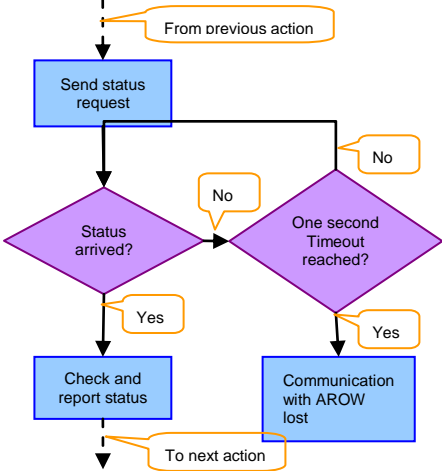 From previous action
Send status
request
No
No
Status
arrived?
One second
Timeout
reached?
Yes
Yes
Check and
report status
Communication
with AROW
lost
To next action